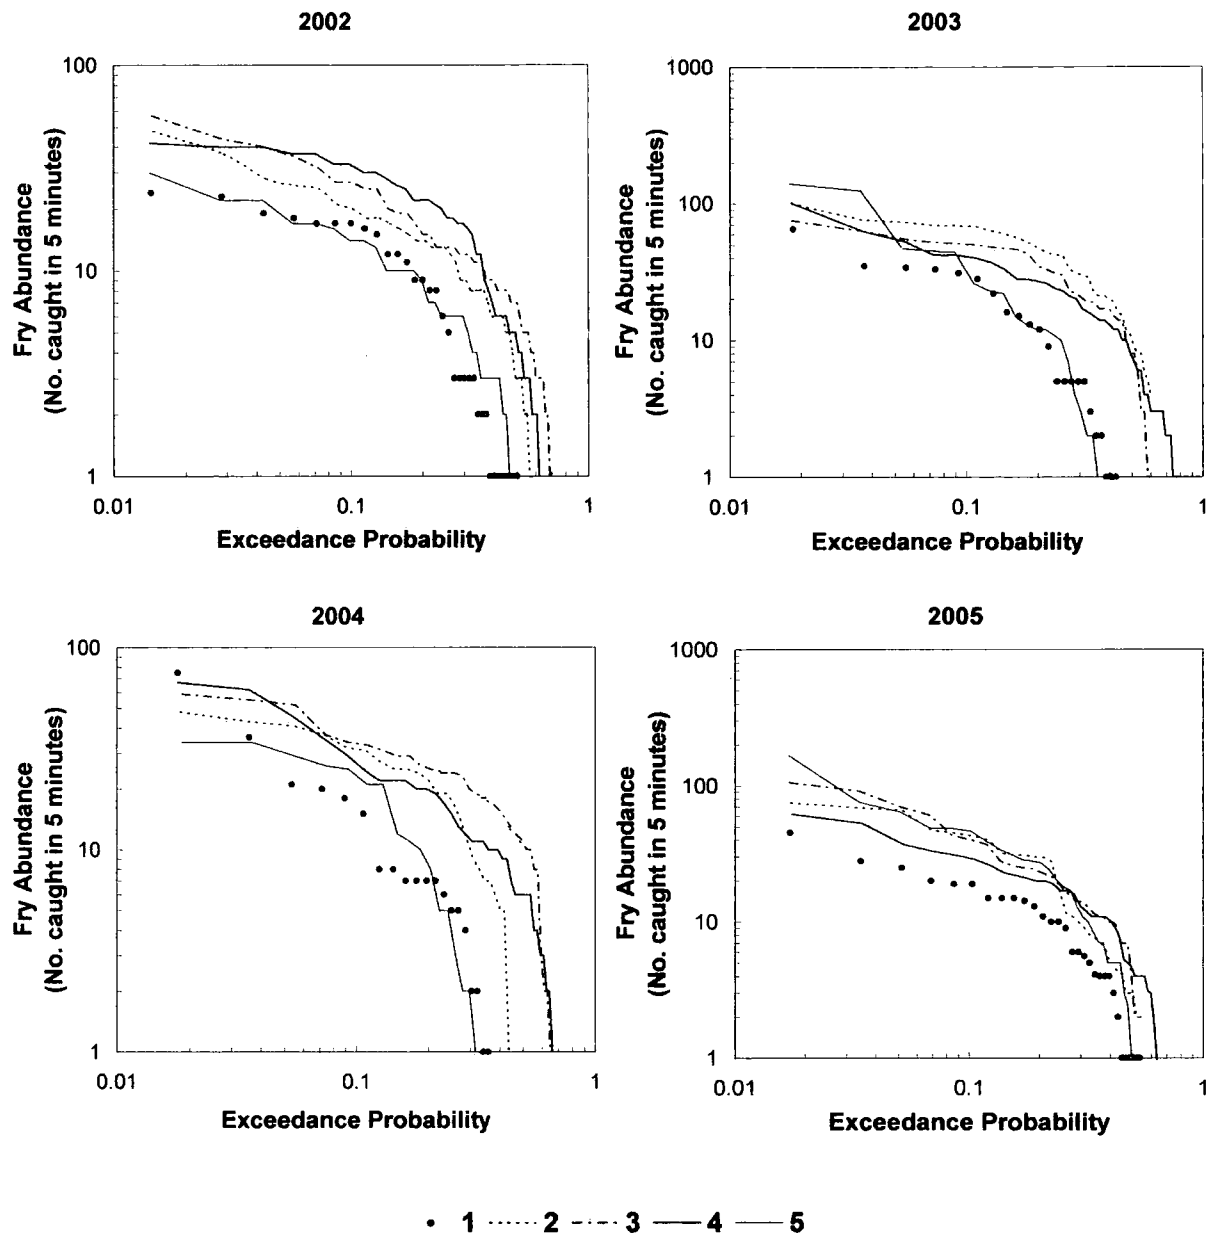 2002
100
10
1
0.01
0.1
1
Fry Abundance
(No. caught in 5 minutes)
Exceedance Probability
2003
1000
100
10
1
0.01
0.1
1
Fry Abundance
(No. caught in 5 minutes)
Exceedance Probability
2004
100
10
1
0.01
0.1
1
Fry Abundance
(No. caught in 5 minutes)
Exceedance Probability
2005
1000
100
10
1
0.01
0.1
1
Fry Abundance
(No. caught in 5 minutes)
Exceedance Probability
1 2 3 4 5